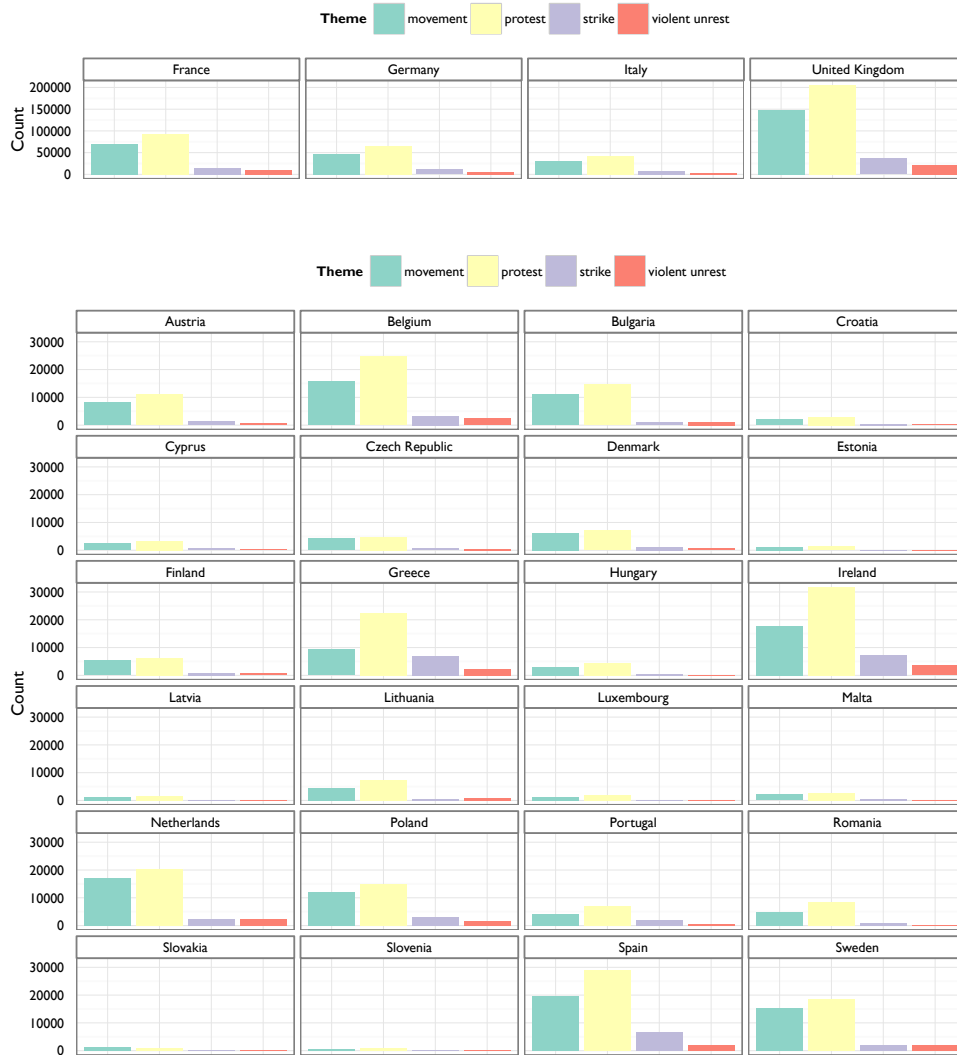 Theme movement protest strike violent unrest
France Germany Italy United Kingdom
200000
150000
100000
50000
0
Count
Theme movement protest strike violent unrest
Austria Belgium Bulgaria Croatia
30000
20000
10000
0
Cyprus Czech Republic Denmark Estonia
30000
20000
10000
0
Finland Greece Hungary Ireland
30000
20000
10000
0
Count
Latvia Lithuania Luxembourg Malta
30000
20000
10000
0
Netherlands Poland Portugal Romania
30000
20000
10000
0
Slovakia Slovenia Spain Sweden
30000
20000
10000
0